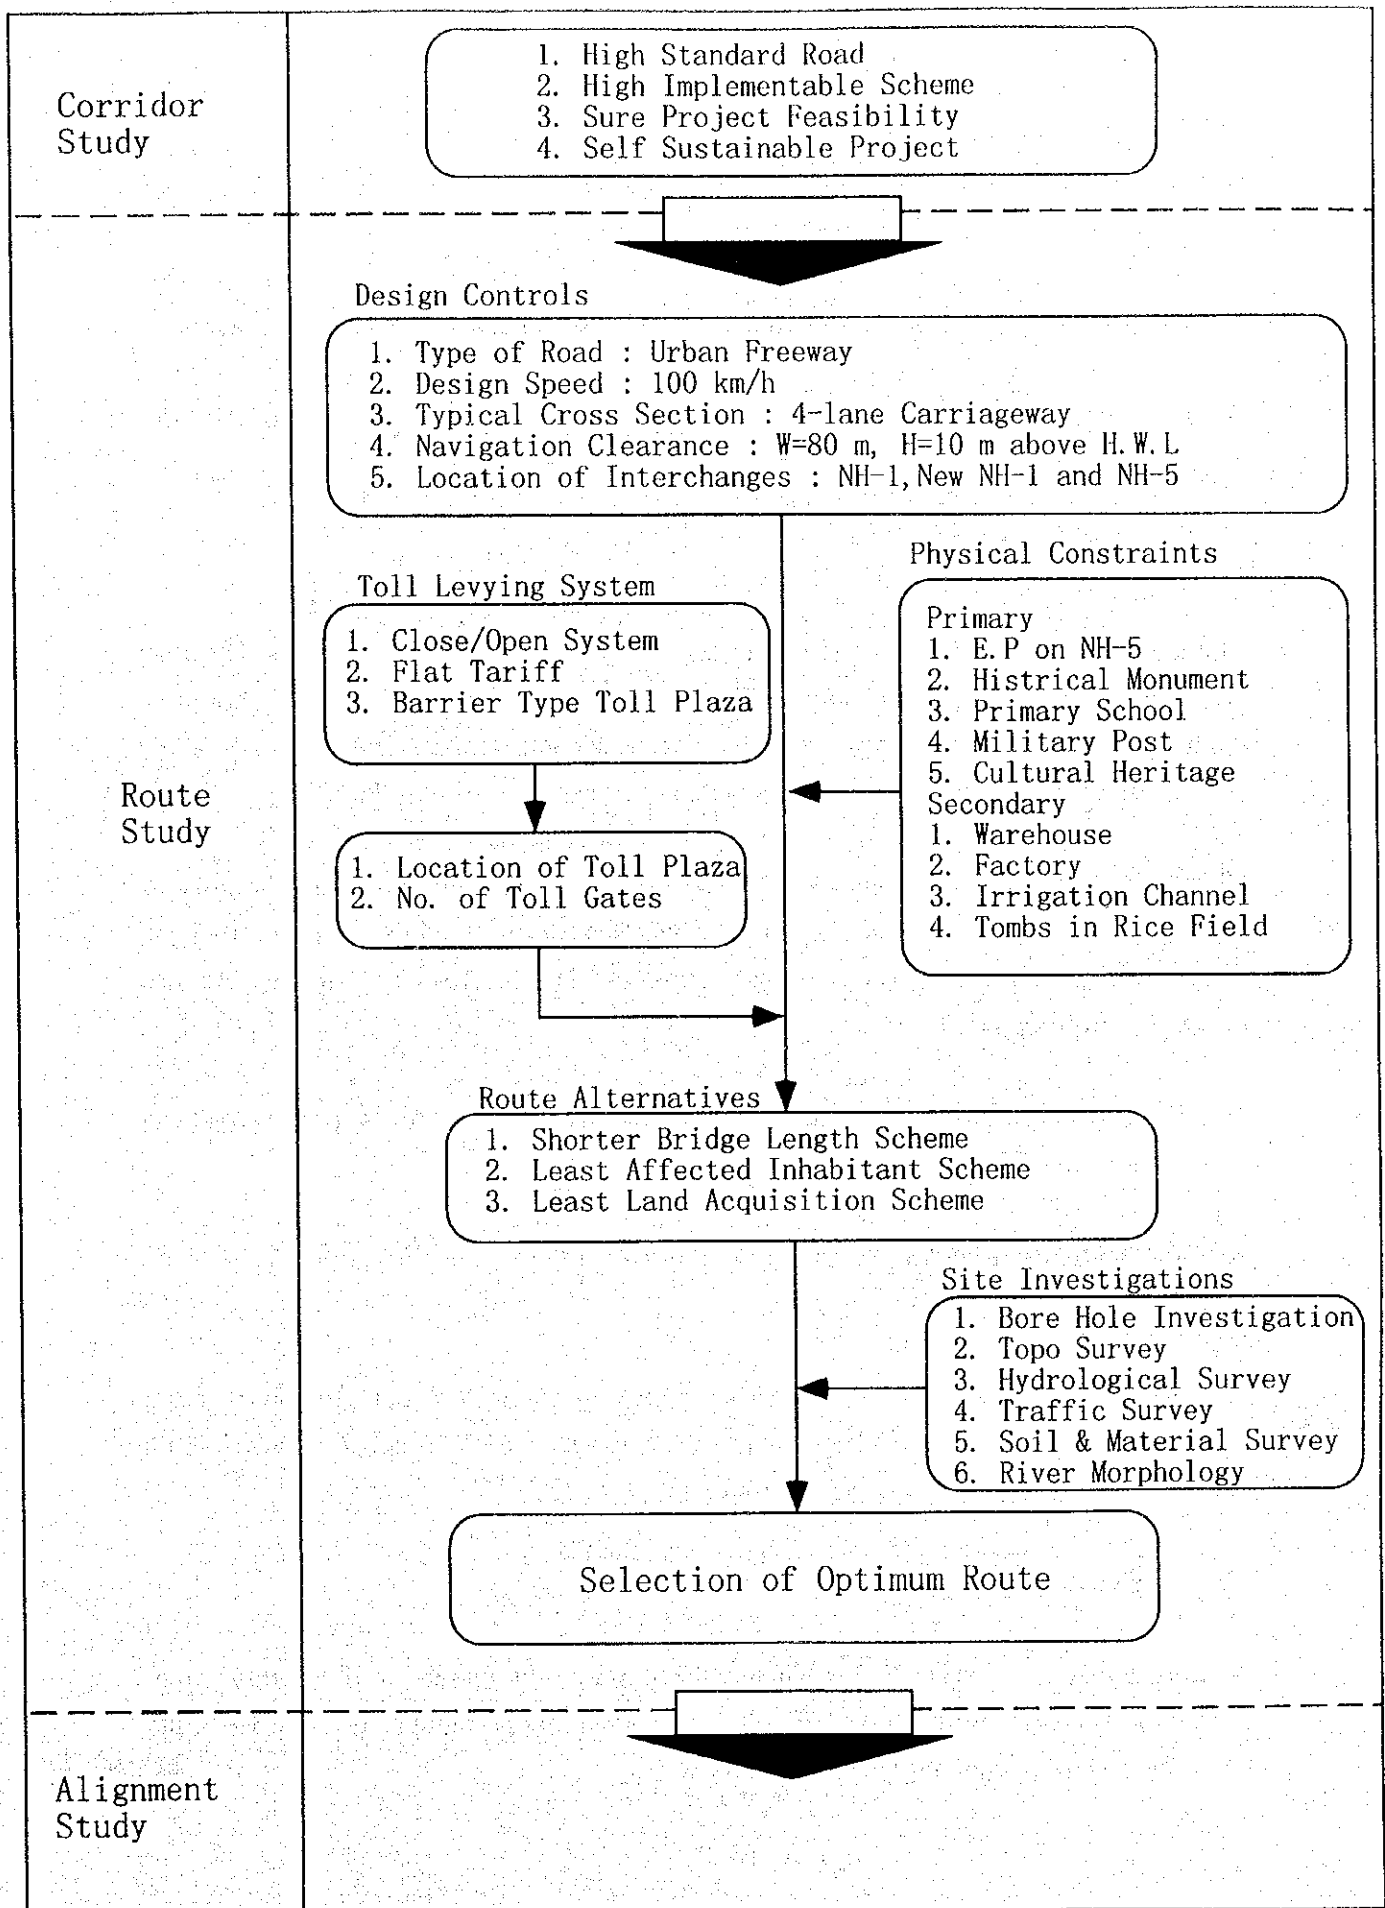 Corridor
Study
1. High Standard Road
2. High Implementable Scheme
3. Sure Project Feasibility
4. Self Sustainable Project
Route
Study
Design Controls
1. Type of Road : Urban Freeway
2. Design Speed : 100 km/h
3. Typical Cross Section : 4-lane Carriageway
4. Navigation Clearance : W=80 m, H=10 m above H.W.L
5. Location of Interchanges : NH-1, New NH-1 and NH-5
Toll Levying System
1. Close/Open System
2. Flat Tariff
3. Barrier Type Toll Plaza
1. Location of Toll Plaza
2. No. of Toll Gates
Physical Constraints
Primary
1. E.P on NH-5
2. Histrical Monument
3. Primary School
4. Military Post
5. Cultural Heritage
Secondary
1. Warehouse
2. Factory
3. Irrigation Channel
4. Tombs in Rice Field
Route Alternatives
1. Shorter Bridge Length Scheme
2. Least Affected Inhabitant Scheme
3. Least Land Acquisition Scheme
Site Investigations
1. Bore Hole Investigation
2. Topo Survey
3. Hydrological Survey
4. Traffic Survey
5. Soil & Material Survey
6. River Morphology
Selection of Optimum Route
Alignment
Study